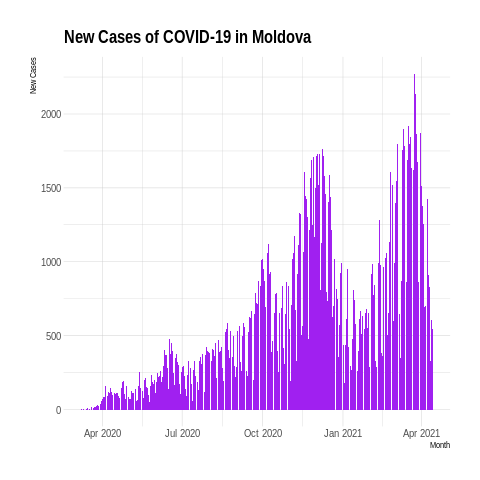 New Cases of COVID-19 in Moldova
New Cases
2000
1500
1000
500
0
Apr 2020 Jul 2020 Oct 2020 Jan 2021 Apr 2021
Month